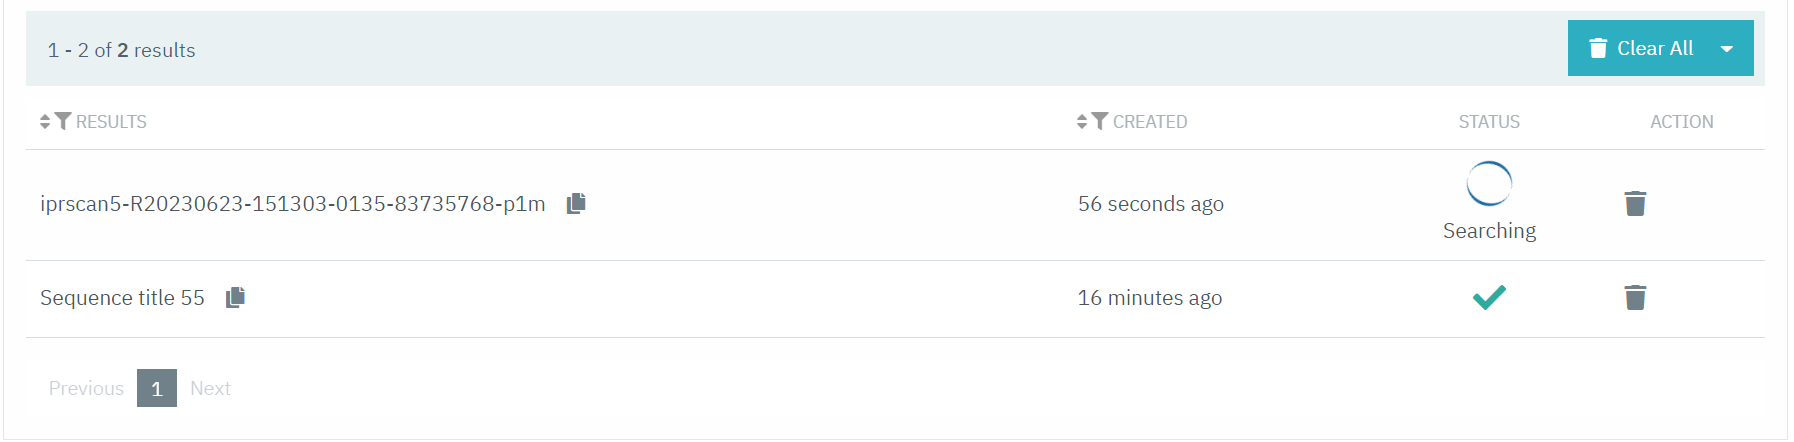 1 - 2 of 2 results
Clear All
RESULTS CREATED STATUS ACTION
iprscan5-R20230623-151303-0135-83735768-p1m 56 seconds ago
Searching
Sequence title 55 16 minutes ago
Previous 1 Next